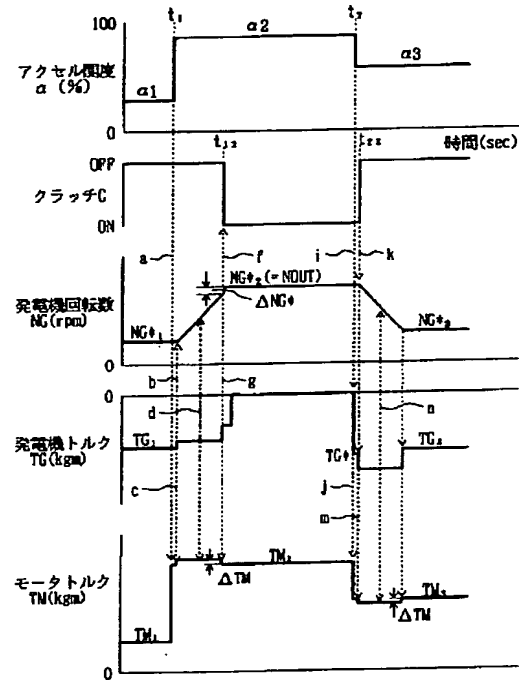 t₁ t₂
100
α2
アクセル開度
α (%)
α3
α1
0
t₁₂ t₂₂ 時間(sec)
OFF
クラッチC
ON
a f i k
NG*₂(=NOUT)
ΔNG*
発電機回転数
NG(rpm)
NG*₁
NG*₃
0
b g
0
d n
発電機トルク
TG(kgm)
TG₁
TG*
TG₃
c j
m
モータトルク
TM(kgm)
TM₂
ΔTM
TM₃
ΔTM
TM₁
0